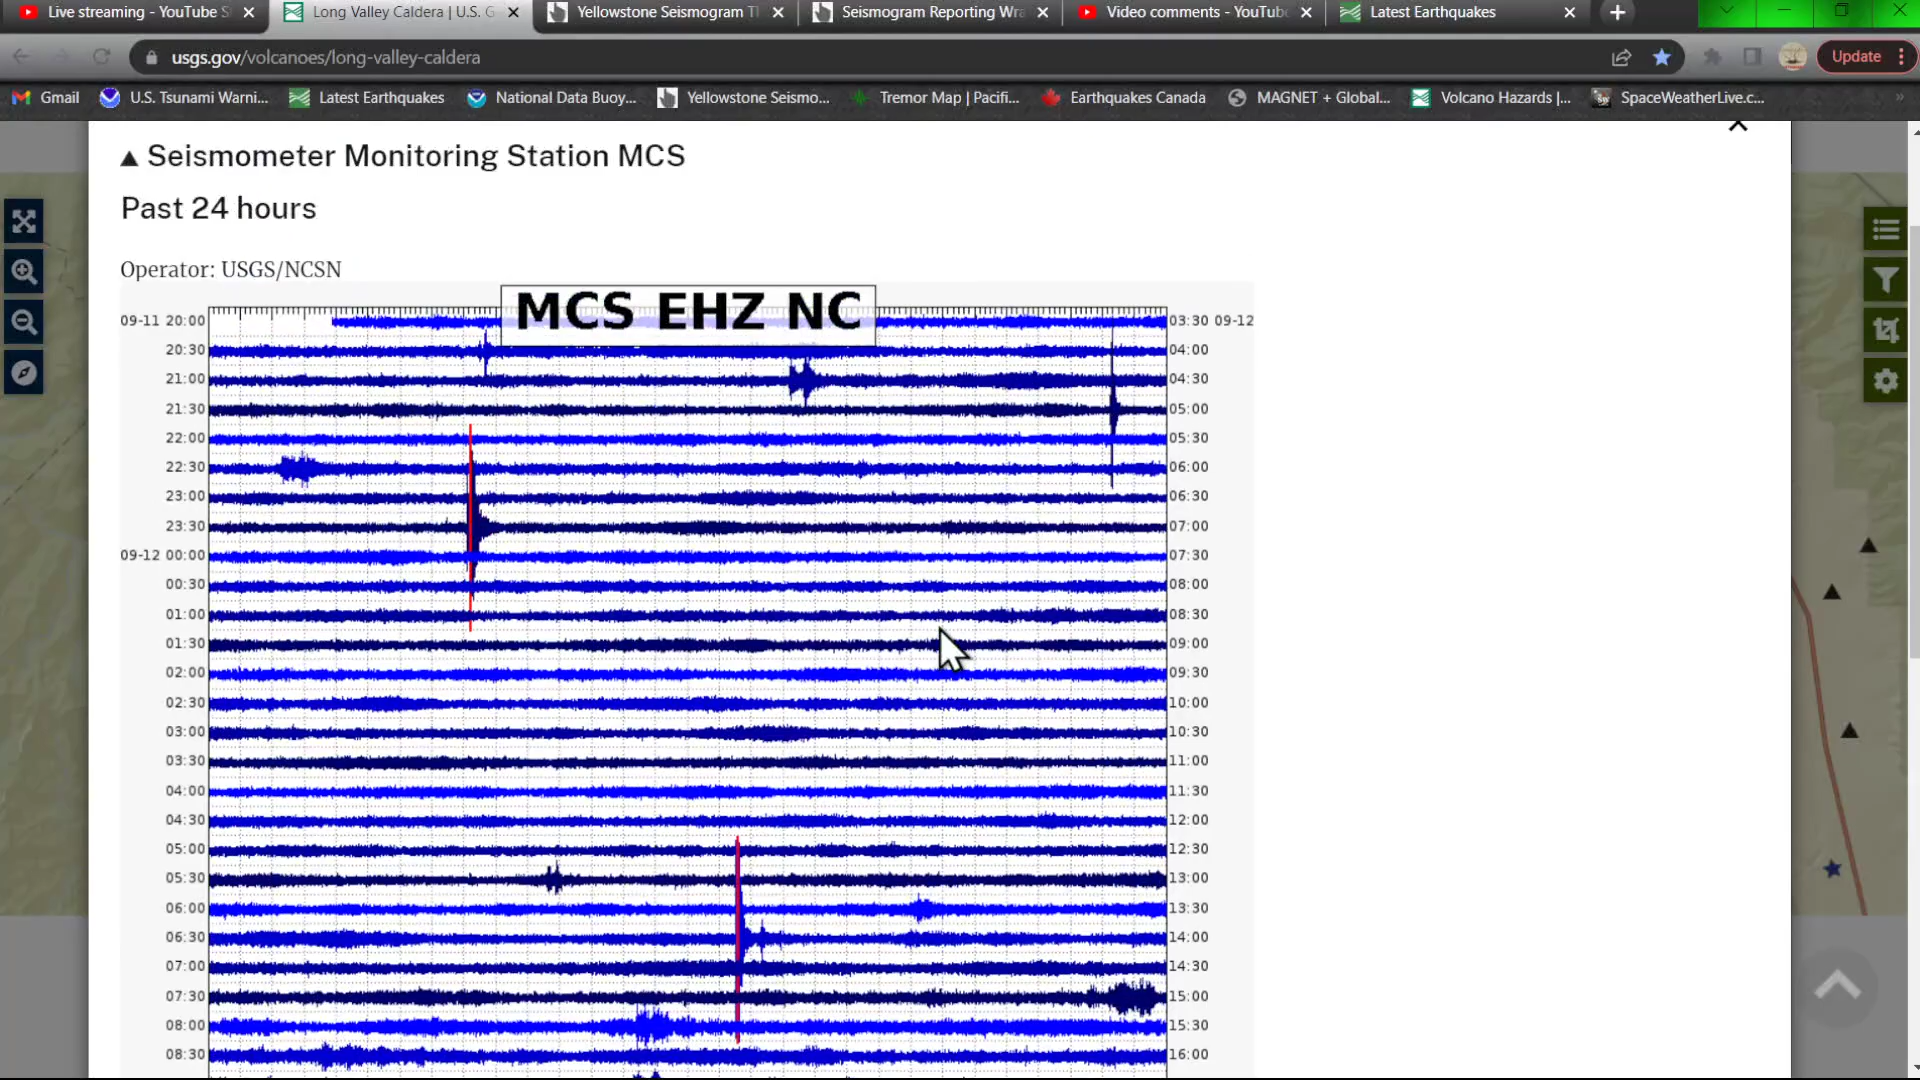 Live streaming - YouTube S
Long Valley Caldera | U.S. G
Yellowstone Seismogram T
Seismogram Reporting Wra
Video comments - YouTub
Latest Earthquakes
usgs.gov/volcanoes/long-valley-caldera
Update
Gmail
U.S. Tsunami Warni...
Latest Earthquakes
National Data Buoy...
Yellowstone Seismo...
Tremor Map | Pacifi...
Earthquakes Canada
MAGNET + Global...
Volcano Hazards |...
SpaceWeatherLive.c...
Seismometer Monitoring Station MCS
Past 24 hours
Operator: USGS/NCSN
MCS EHZ NC
09-11 20:00 03:30 09-12
20:30 04:00
21:00 04:30
21:30 05:00
22:00 05:30
22:30 06:00
23:00 06:30
23:30 07:00
09-12 00:00 07:30
00:30 08:00
01:00 08:30
01:30 09:00
02:00 09:30
02:30 10:00
03:00 10:30
03:30 11:00
04:00 11:30
04:30 12:00
05:00 12:30
05:30 13:00
06:00 13:30
06:30 14:00
07:00 14:30
07:30 15:00
08:00 15:30
08:30 16:00